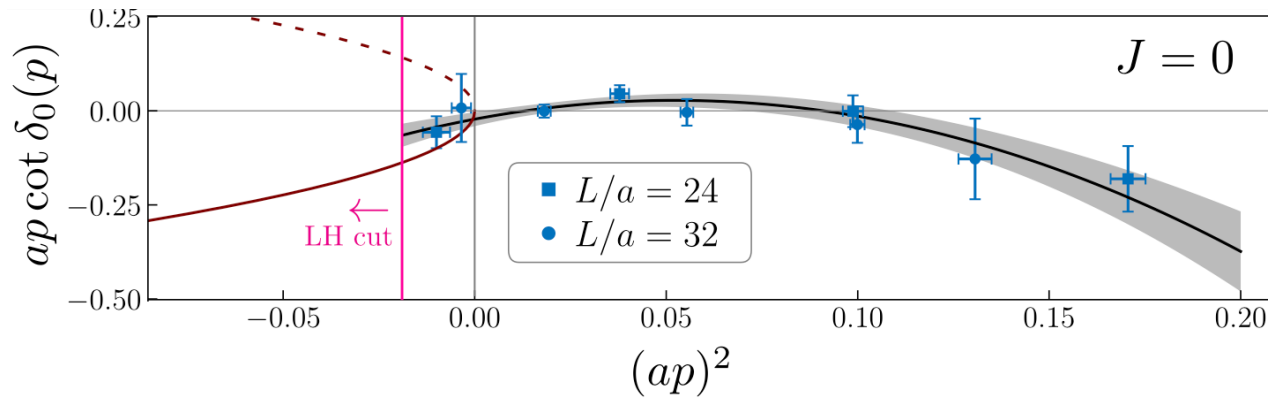 0.25
0.00
−0.25
−0.50
ap cot δ₀(p)
J = 0
← LH cut
L/a = 24
L/a = 32
−0.05 0.00 0.05 0.10 0.15 0.20
(ap)²